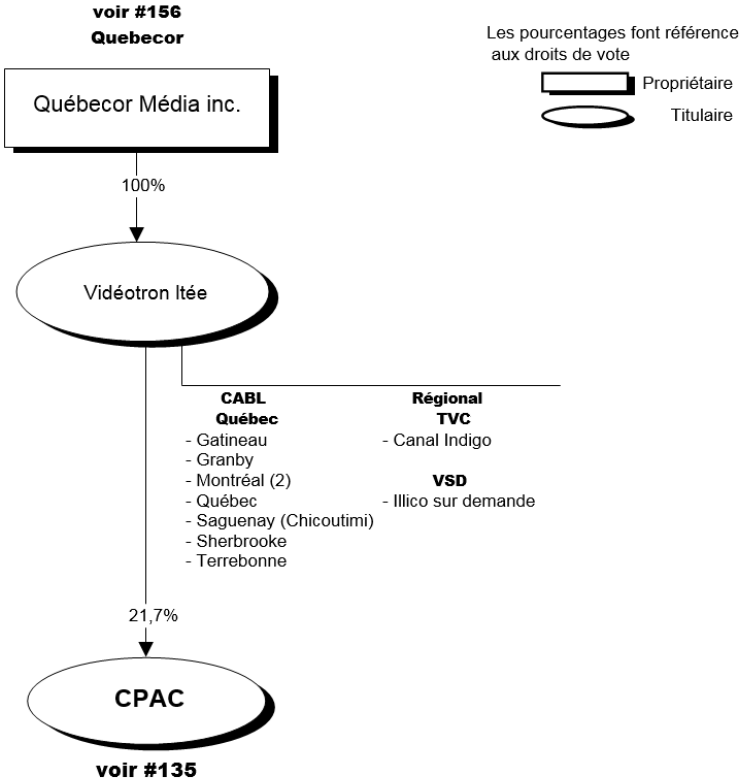 voir #156
Quebecor
Les pourcentages font référence
aux droits de vote
Propriétaire
Titulaire
Québecor Média inc.
100%
Vidéotron ltée
CABL
Québec
- Gatineau
- Granby
- Montréal (2)
- Québec
- Saguenay (Chicoutimi)
- Sherbrooke
- Terrebonne
Régional
TVC
- Canal Indigo
VSD
- Illico sur demande
21,7%
CPAC
voir #135